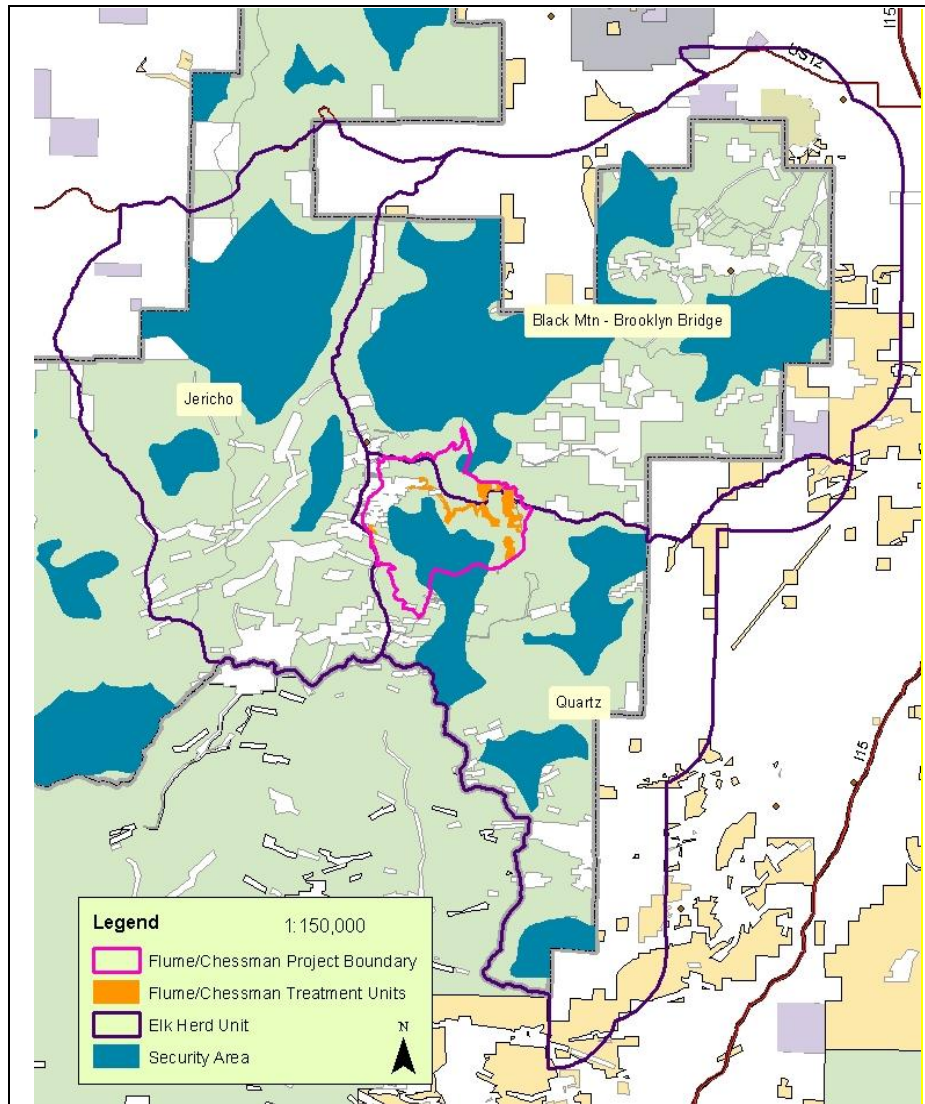 I15
US12
Black Mtn - Brooklyn Bridge
Jericho
Quartz
I15
Legend
1:150,000
Flume/Chessman Project Boundary
Flume/Chessman Treatment Units
Elk Herd Unit
N
Security Area